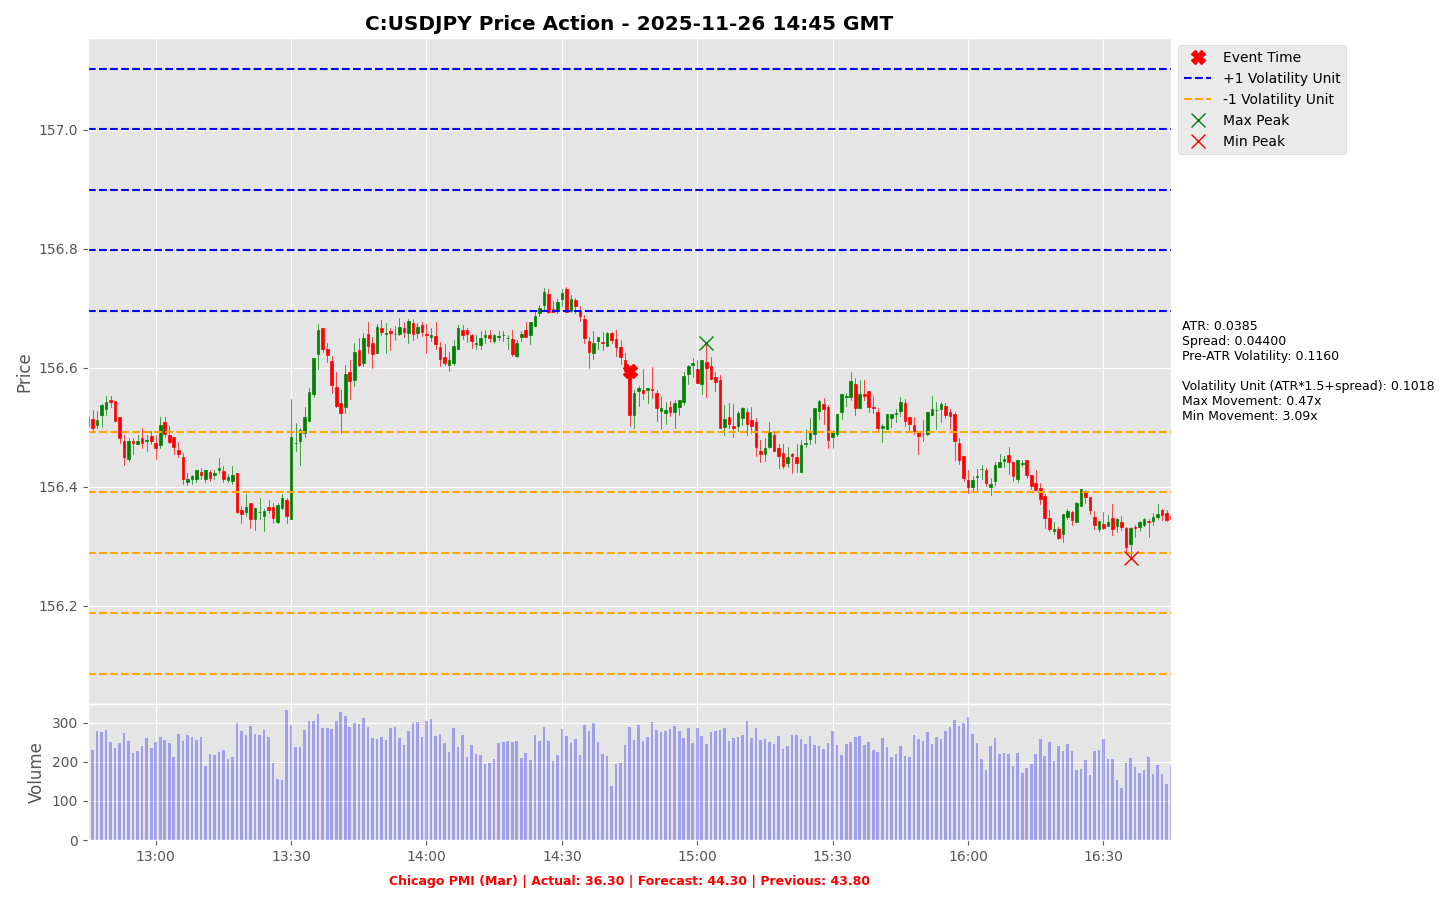 C:USDJPY Price Action - 2025-11-26 14:45 GMT
Event Time
+1 Volatility Unit
-1 Volatility Unit
Max Peak
Min Peak
Price
157.0
156.8
156.6
156.4
156.2
ATR: 0.0385
Spread: 0.04400
Pre-ATR Volatility: 0.1160
Volatility Unit (ATR*1.5+spread): 0.1018
Max Movement: 0.47x
Min Movement: 3.09x
Volume
300
200
100
0
13:00 13:30 14:00 14:30 15:00 15:30 16:00 16:30
Chicago PMI (Mar) | Actual: 36.30 | Forecast: 44.30 | Previous: 43.80